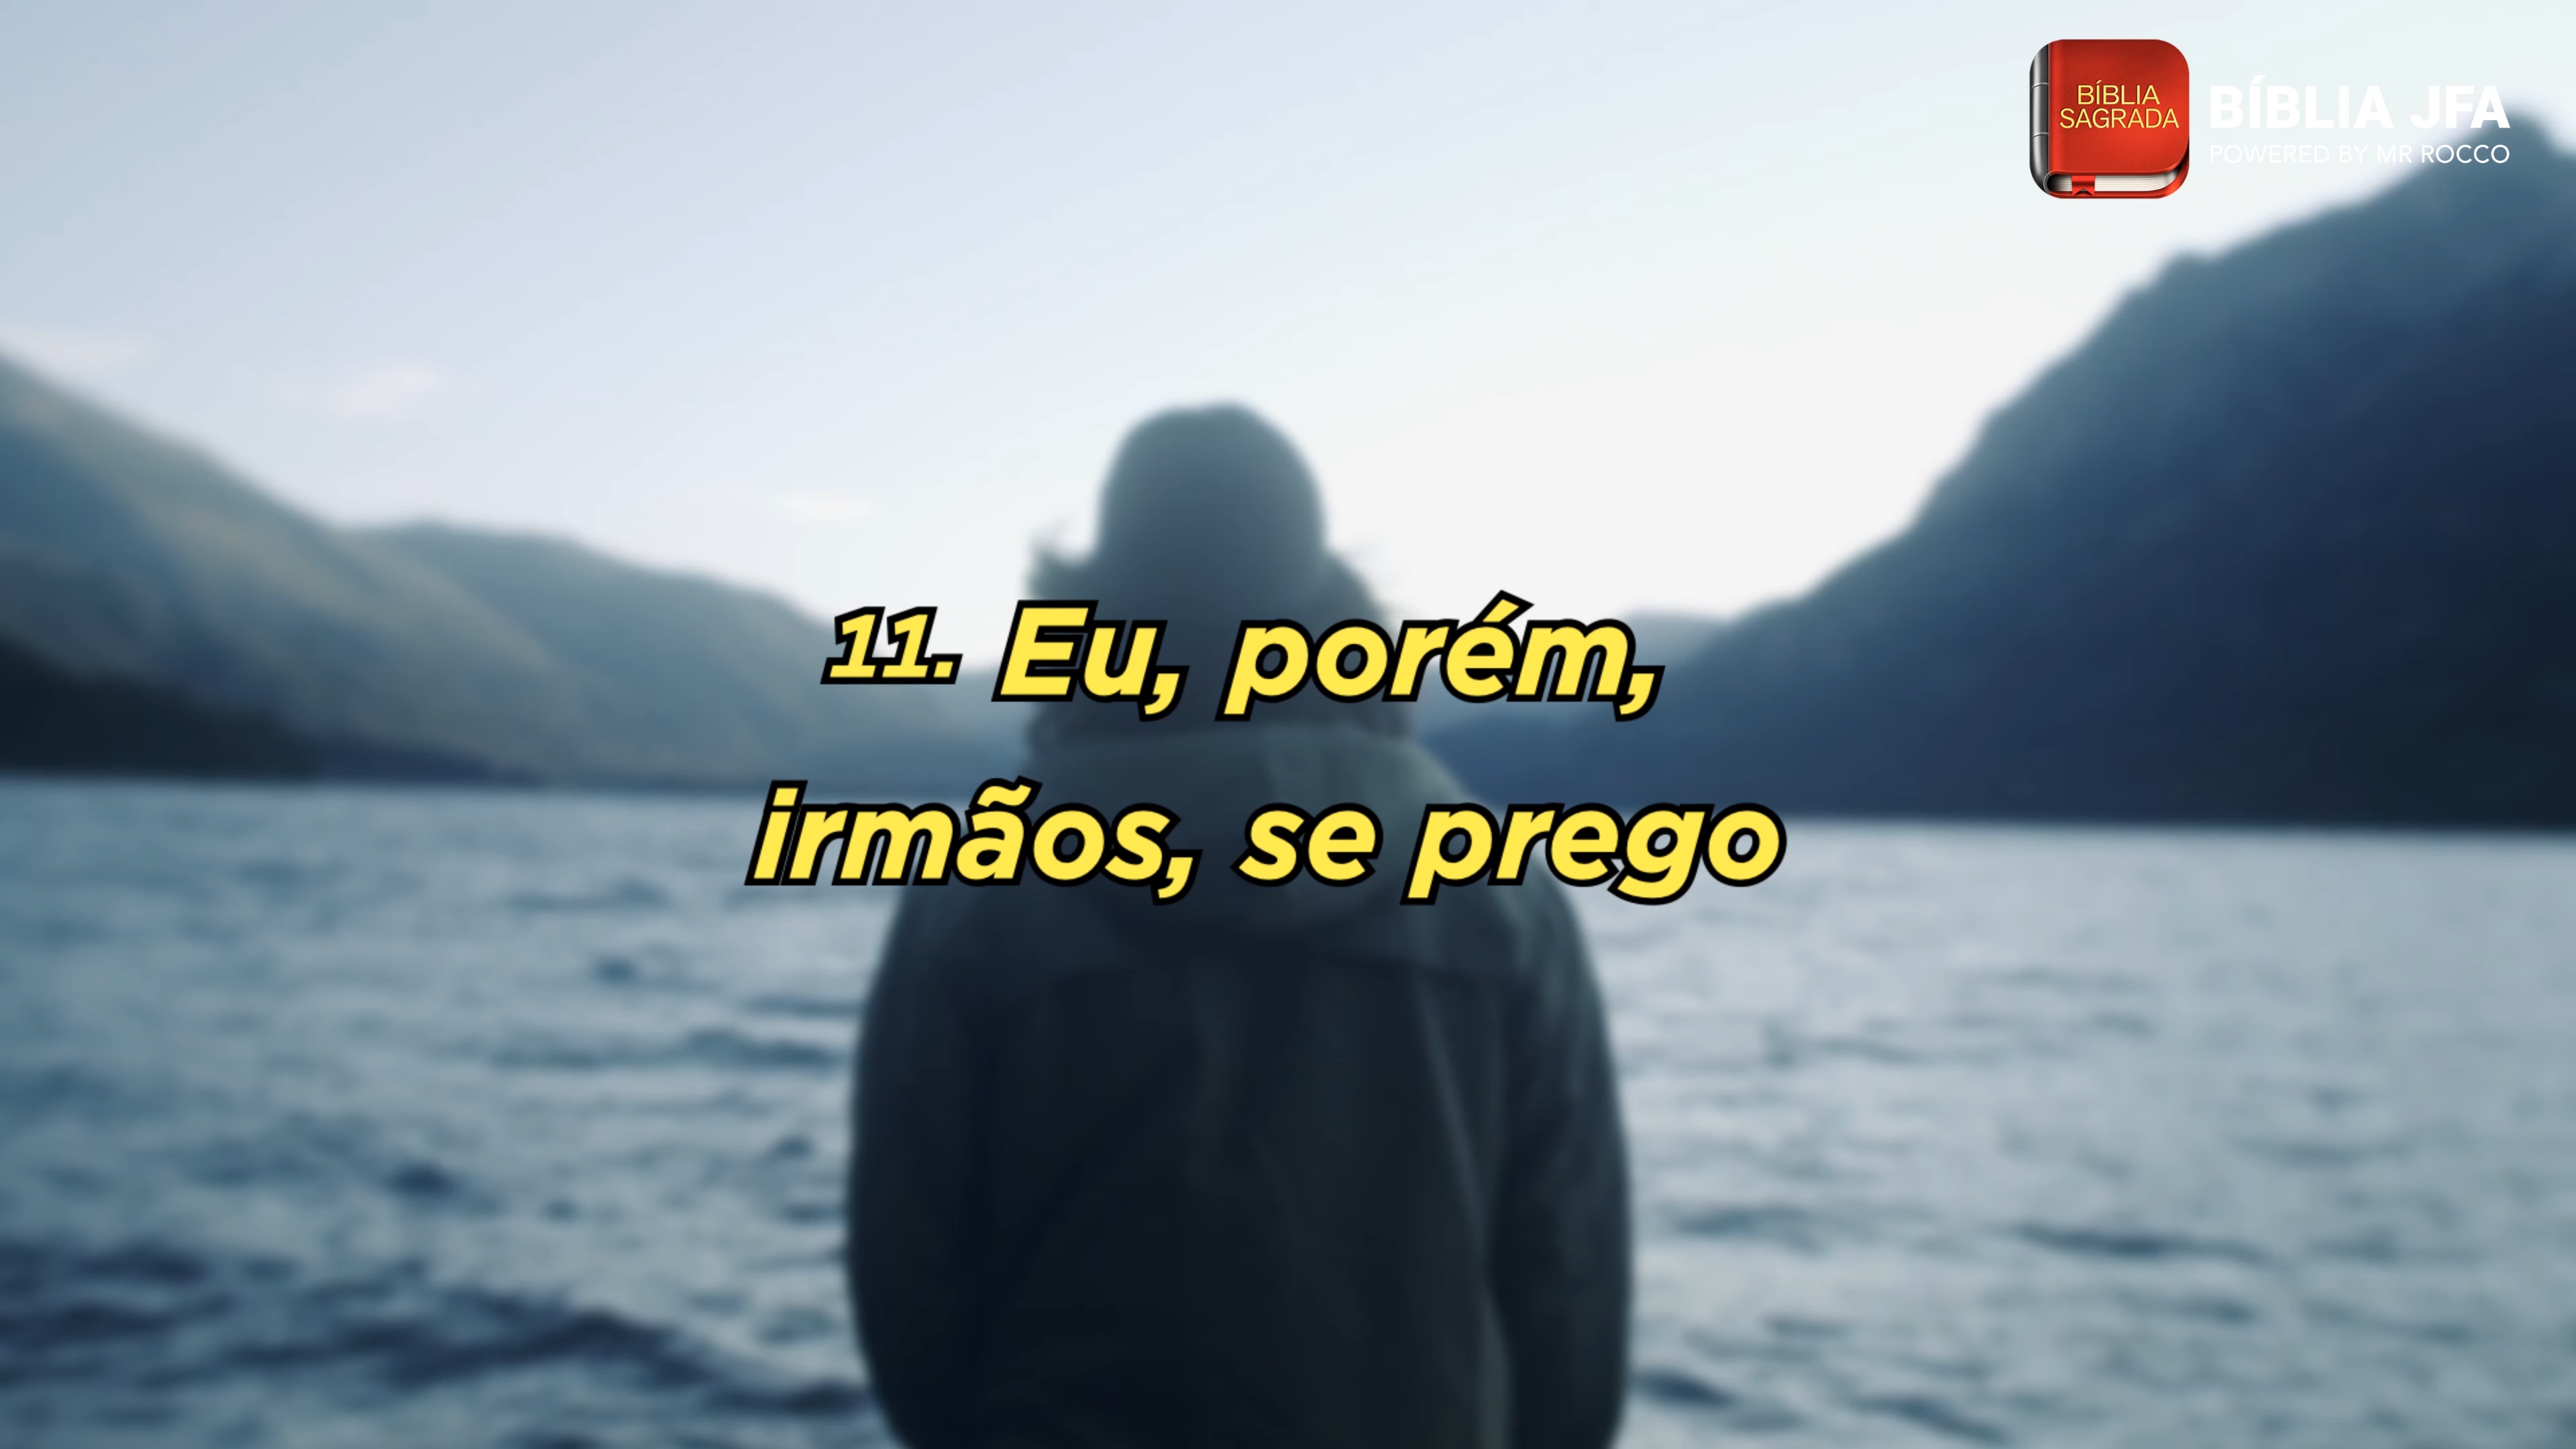 BÍBLIA
SAGRADA
BÍBLIA JFA
POWERED BY MR ROCCO
11. Eu, porém,
irmãos, se prego